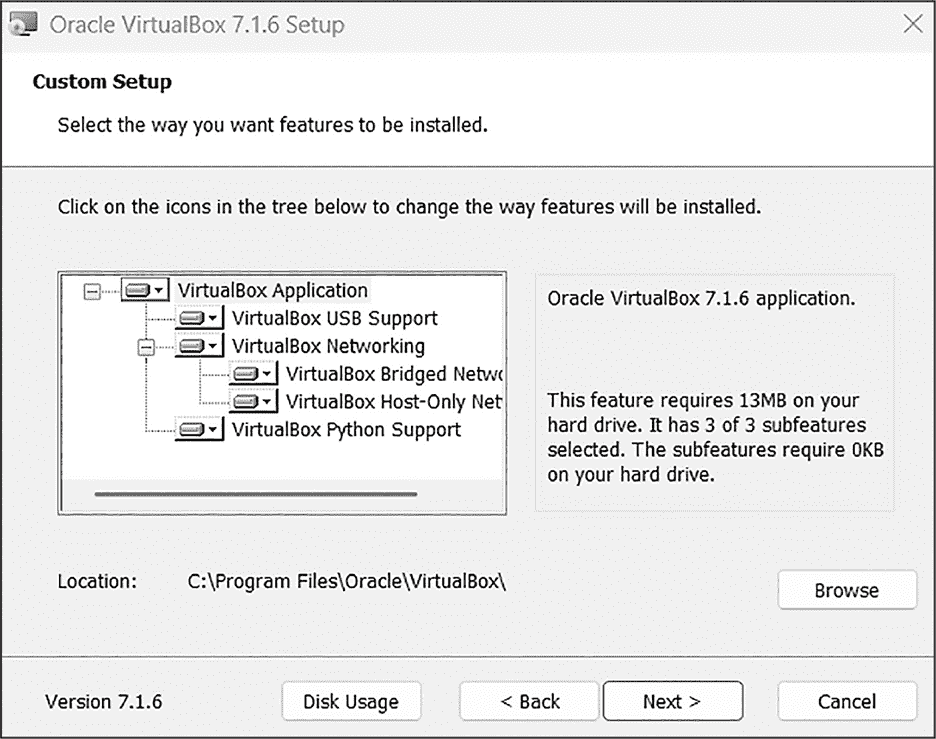 Oracle VirtualBox 7.1.6 Setup
Custom Setup
Select the way you want features to be installed.
Click on the icons in the tree below to change the way features will be installed.
VirtualBox Application
VirtualBox USB Support
VirtualBox Networking
VirtualBox Bridged Netwo
VirtualBox Host-Only Net
VirtualBox Python Support
Oracle VirtualBox 7.1.6 application.
This feature requires 13MB on your
hard drive. It has 3 of 3 subfeatures
selected. The subfeatures require 0KB
on your hard drive.
Location: C:\Program Files\Oracle\VirtualBox\
Browse
Version 7.1.6
Disk Usage
< Back
Next >
Cancel